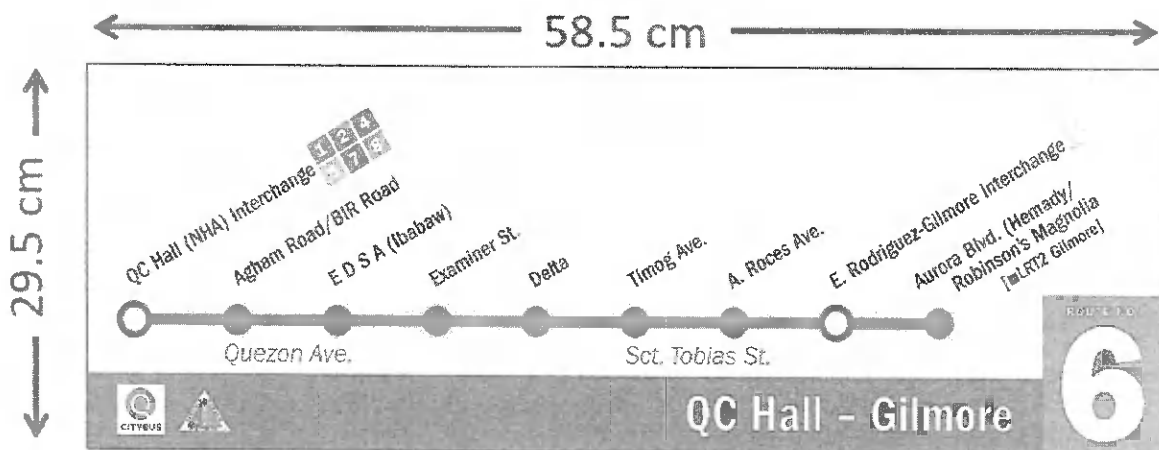 58.5 cm
29.5 cm
QC Hall (NHA) Interchange
1 2 4
7
Agham Road/BIR Road
E D S A (Ibabaw)
Examiner St.
Delta
Timog Ave.
A. Roces Ave.
E. Rodriguez-Gilmore Interchange
Aurora Blvd. (Hemady/
Robinson's Magnolia
[LRT2 Gilmore]
Quezon Ave.
Sct. Tobias St.
ROUTE NO.
6
CITYBUS
QC Hall – Gilmore